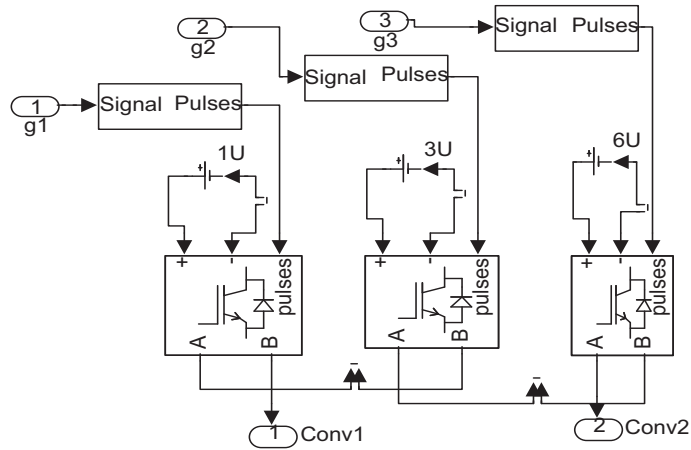 3
g3
Signal Pulses
2
g2
Signal Pulses
1
g1
Signal Pulses
1U
3U
6U
+ - pulses
A B
+ - pulses
A B
+ - pulses
A B
1 Conv1
2 Conv2